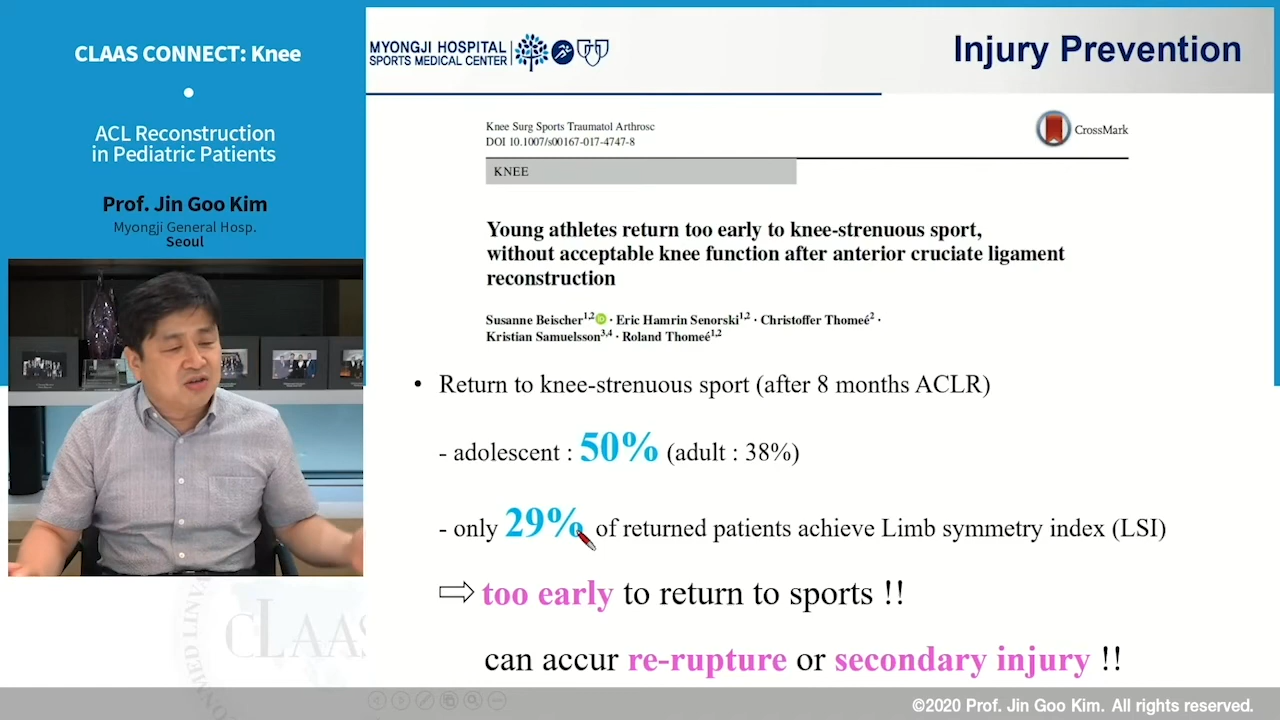 CLAAS CONNECT: Knee
ACL Reconstruction
in Pediatric Patients
Prof. Jin Goo Kim
Myongji General Hosp.
Seoul
MYONGJI HOSPITAL
SPORTS MEDICAL CENTER
Injury Prevention
Knee Surg Sports Traumatol Arthrosc
DOI 10.1007/s00167-017-4747-8
CrossMark
KNEE
Young athletes return too early to knee-strenuous sport,
without acceptable knee function after anterior cruciate ligament
reconstruction
Susanne Beischer1,2 · Eric Hamrin Senorski1,2 · Christoffer Thomeé2 ·
Kristian Samuelsson3,4 · Roland Thomeé1,2
• Return to knee-strenuous sport (after 8 months ACLR)
- adolescent : 50% (adult : 38%)
- only 29% of returned patients achieve Limb symmetry index (LSI)
⇨ too early to return to sports !!
can accur re-rupture or secondary injury !!
CLAAS
©2020 Prof. Jin Goo Kim. All rights reserved.